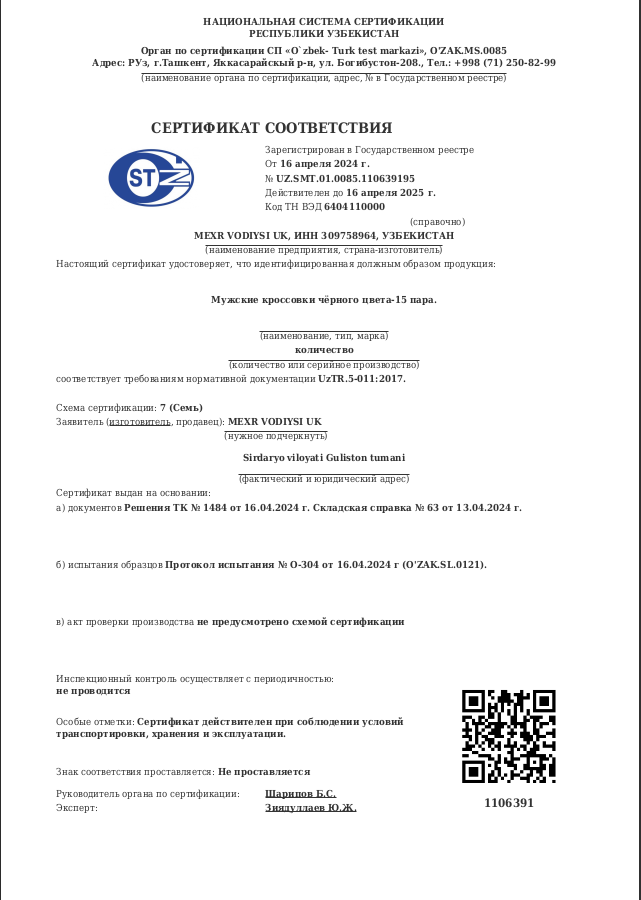 НАЦИОНАЛЬНАЯ СИСТЕМА СЕРТИФИКАЦИИ
РЕСПУБЛИКИ УЗБЕКИСТАН
Орган по сертификации СП «O` zbek- Turk test markazi», O'ZAK.MS.0085
Адрес: РУз, г.Ташкент, Яккасарайский р-н, ул. Богибустон-208., Тел.: +998 (71) 250-82-99
(наименование органа по сертификации, адрес, № в Государственном реестре)
СЕРТИФИКАТ СООТВЕТСТВИЯ
STZ
Зарегистрирован в Государственном реестре
От 16 апреля 2024 г.
№ UZ.SMT.01.0085.110639195
Действителен до 16 апреля 2025 г.
Код ТН ВЭД 6404110000
(справочно)
MEXR VODIYSI UK, ИНН 309758964, УЗБЕКИСТАН
(наименование предприятия, страна-изготовитель)
Настоящий сертификат удостоверяет, что идентифицированная должным образом продукция:
Мужские кроссовки чёрного цвета-15 пара.
(наименование, тип, марка)
количество
(количество или серийное производство)
соответствует требованиям нормативной документации UzTR.5-011:2017.
Схема сертификации: 7 (Семь)
Заявитель (изготовитель, продавец): MEXR VODIYSI UK
(нужное подчеркнуть)
Sirdaryo viloyati Guliston tumani
(фактический и юридический адрес)
Сертификат выдан на основании:
а) документов Решения ТК № 1484 от 16.04.2024 г. Складская справка № 63 от 13.04.2024 г.
б) испытания образцов Протокол испытания № О-304 от 16.04.2024 г (O'ZAK.SL.0121).
в) акт проверки производства не предусмотрено схемой сертификации
Инспекционный контроль осуществляет с периодичностью:
не проводится
Особые отметки: Сертификат действителен при соблюдении условий
транспортировки, хранения и эксплуатации.
Знак соответствия проставляется: Не проставляется
Руководитель органа по сертификации: Шарипов Б.С.
Эксперт: Зиядуллаев Ю.Ж.
1106391